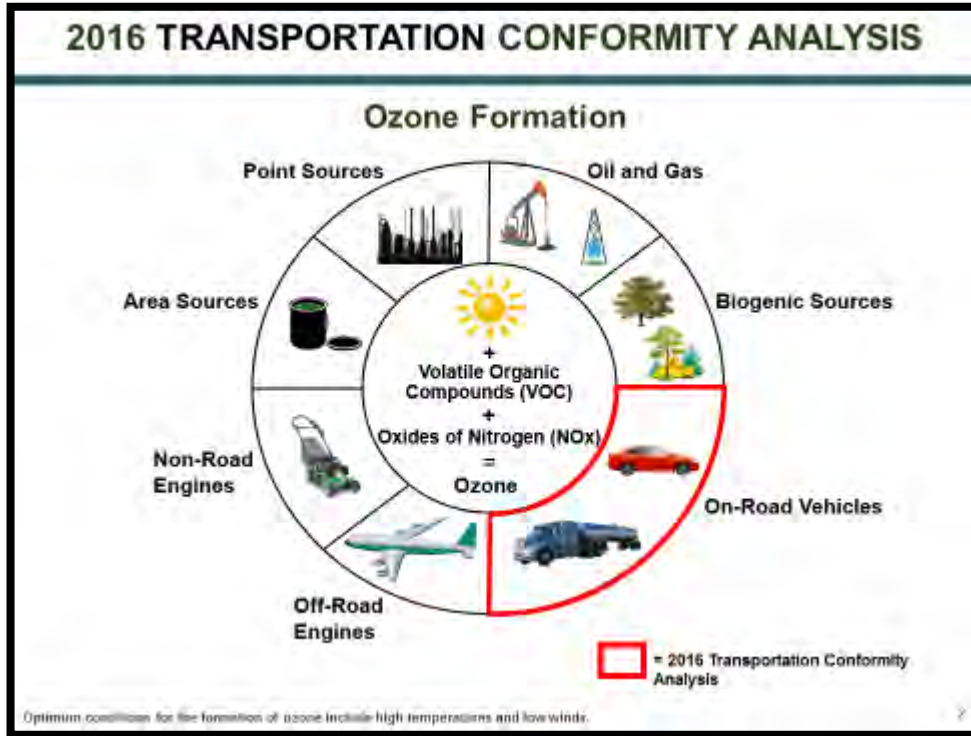 2016 TRANSPORTATION CONFORMITY ANALYSIS
Ozone Formation
Point Sources
Oil and Gas
Area Sources
Biogenic Sources
+
Volatile Organic
Compounds (VOC)
+
Oxides of Nitrogen (NOx)
=
Ozone
Non-Road
Engines
On-Road Vehicles
Off-Road
Engines
= 2016 Transportation Conformity
Analysis
Optimum conditions for the formation of ozone include high temperatures and low winds.